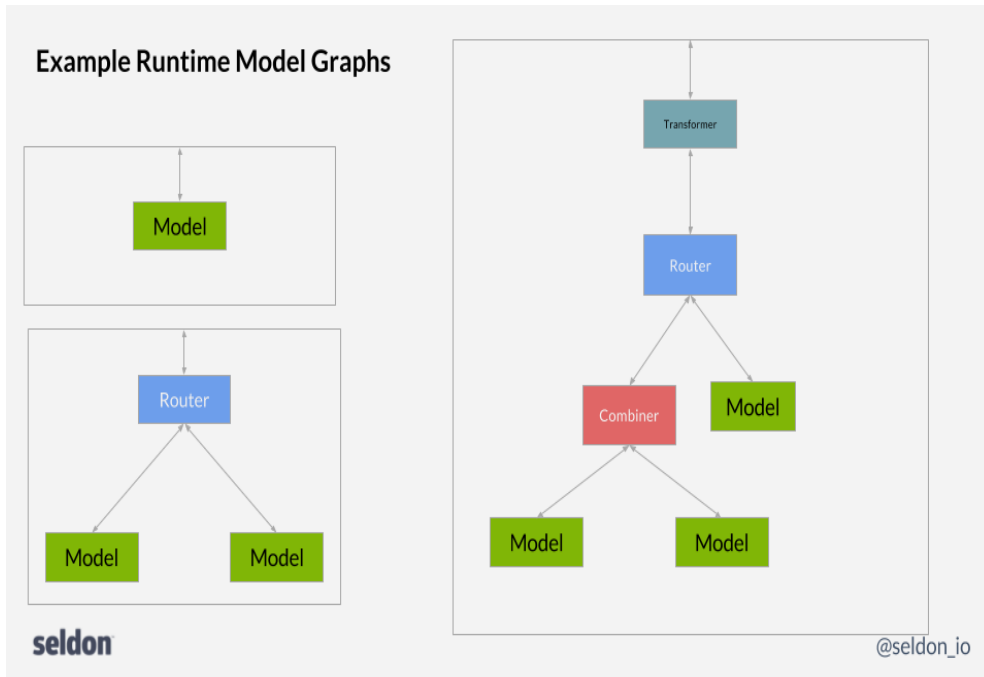 Example Runtime Model Graphs
Model
Router
Model
Model
Transformer
Router
Combiner
Model
Model
Model
seldon
@seldon_io